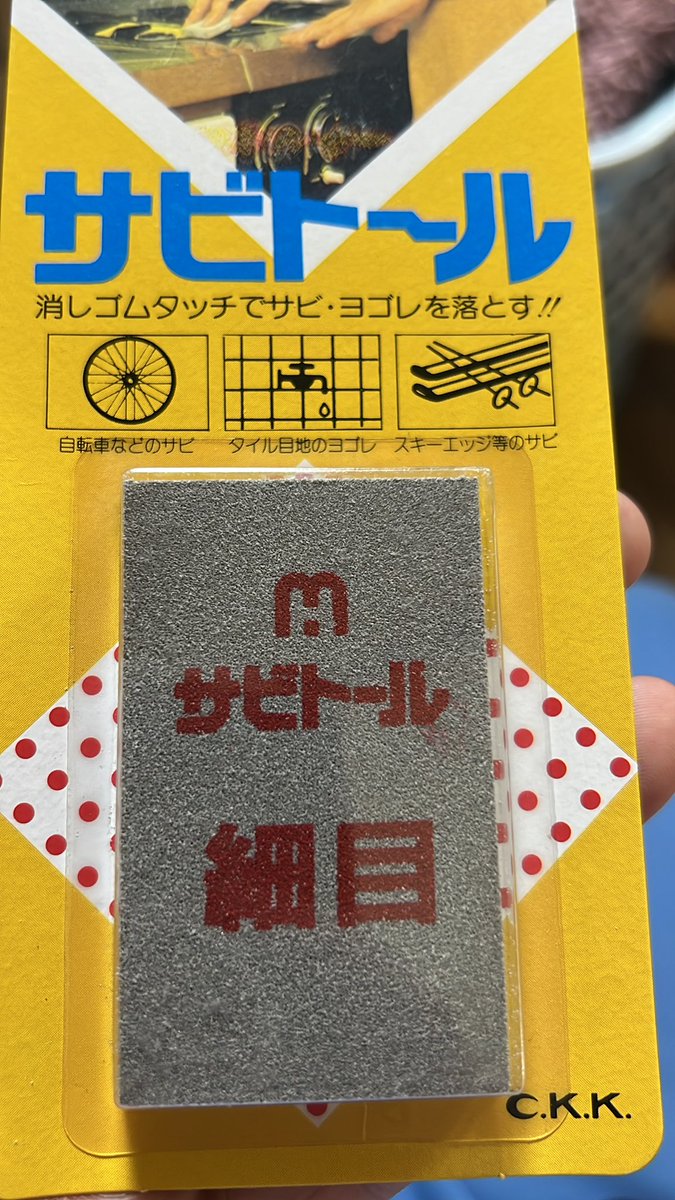 サビトール
消しゴムタッチでサビ・ヨゴレを落とす!!
自転車などのサビ タイル目地のヨゴレ スキーエッジ等のサビ
サビトール
細目
C.K.K.